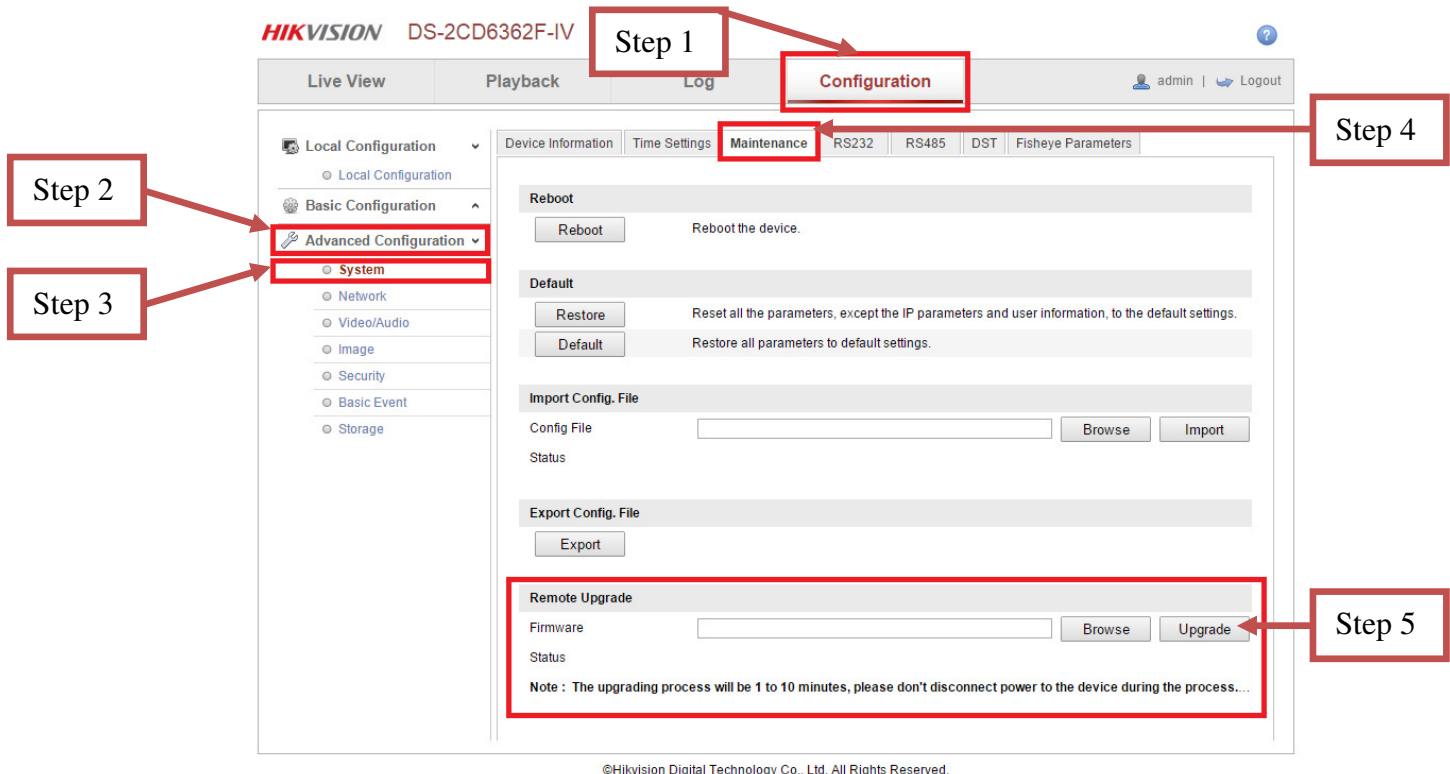 HIKVISION DS-2CD6362F-IV
Step 1
Live View Playback Log Configuration admin | Logout
Step 4
Device Information Time Settings Maintenance RS232 RS485 DST Fisheye Parameters
Local Configuration
Local Configuration
Step 2
Basic Configuration
Advanced Configuration
Step 3
System
Network
Video/Audio
Image
Security
Basic Event
Storage
Reboot
Reboot Reboot the device.
Default
Restore Reset all the parameters, except the IP parameters and user information, to the default settings.
Default Restore all parameters to default settings.
Import Config. File
Config File Browse Import
Status
Export Config. File
Export
Remote Upgrade
Firmware Browse Upgrade
Step 5
Status
Note : The upgrading process will be 1 to 10 minutes, please don't disconnect power to the device during the process....
©Hikvision Digital Technology Co., Ltd. All Rights Reserved.